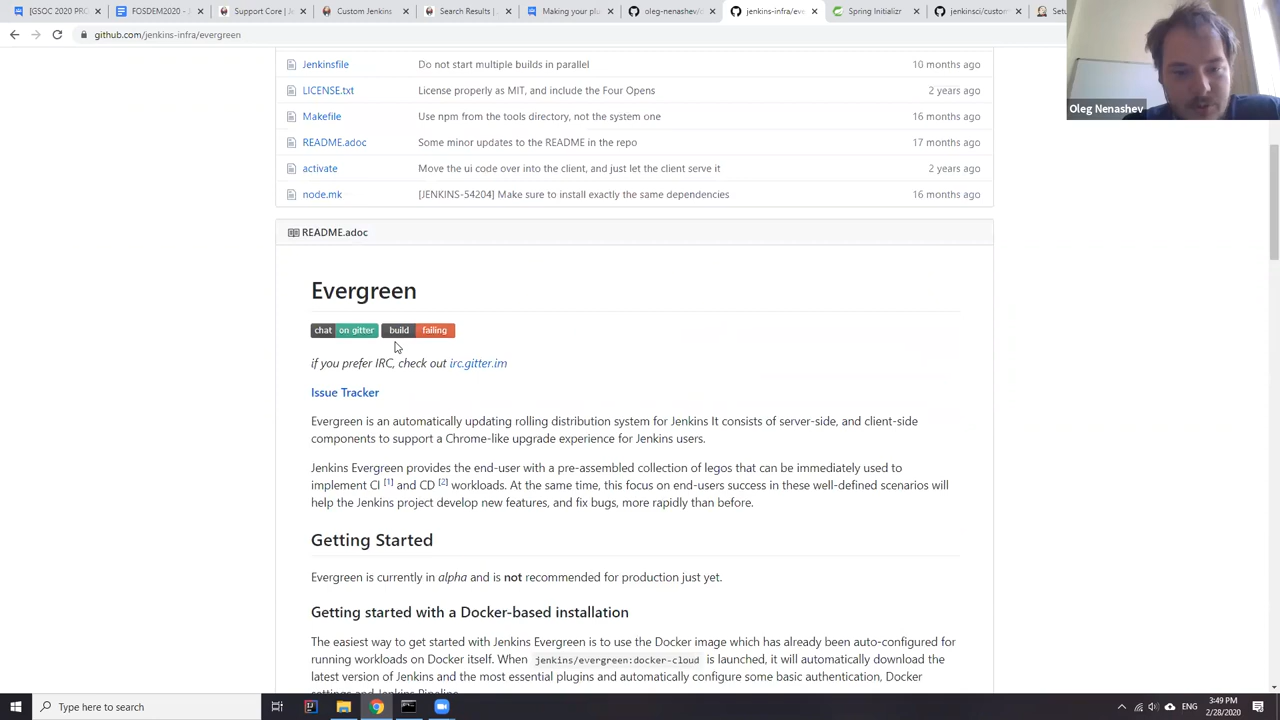 [GSOC 2020 PRO
FOSDEM2020 -
Support Core | J
Custom Jenkins
Search Results |
Making your plu
oleg-nenashev/c
jenkins-infra/eve
Spring Initializr
jenkinsci/custom
Setu
github.com/jenkins-infra/evergreen
Oleg Nenashev
Jenkinsfile Do not start multiple builds in parallel 10 months ago
LICENSE.txt License properly as MIT, and include the Four Opens 2 years ago
Makefile Use npm from the tools directory, not the system one 16 months ago
README.adoc Some minor updates to the README in the repo 17 months ago
activate Move the ui code over into the client, and just let the client serve it 2 years ago
node.mk [JENKINS-54204] Make sure to install exactly the same dependencies 16 months ago
README.adoc
Evergreen
chat on gitter build failing
if you prefer IRC, check out irc.gitter.im
Issue Tracker
Evergreen is an automatically updating rolling distribution system for Jenkins It consists of server-side, and client-side
components to support a Chrome-like upgrade experience for Jenkins users.
Jenkins Evergreen provides the end-user with a pre-assembled collection of legos that can be immediately used to
implement CI [1] and CD [2] workloads. At the same time, this focus on end-users success in these well-defined scenarios will
help the Jenkins project develop new features, and fix bugs, more rapidly than before.
Getting Started
Evergreen is currently in alpha and is not recommended for production just yet.
Getting started with a Docker-based installation
The easiest way to get started with Jenkins Evergreen is to use the Docker image which has already been auto-configured for
running workloads on Docker itself. When jenkins/evergreen:docker-cloud is launched, it will automatically download the
latest version of Jenkins and the most essential plugins and automatically configure some basic authentication, Docker
settings and Jenkins Pipeline.
Type here to search
ENG
3:49 PM
2/28/2020